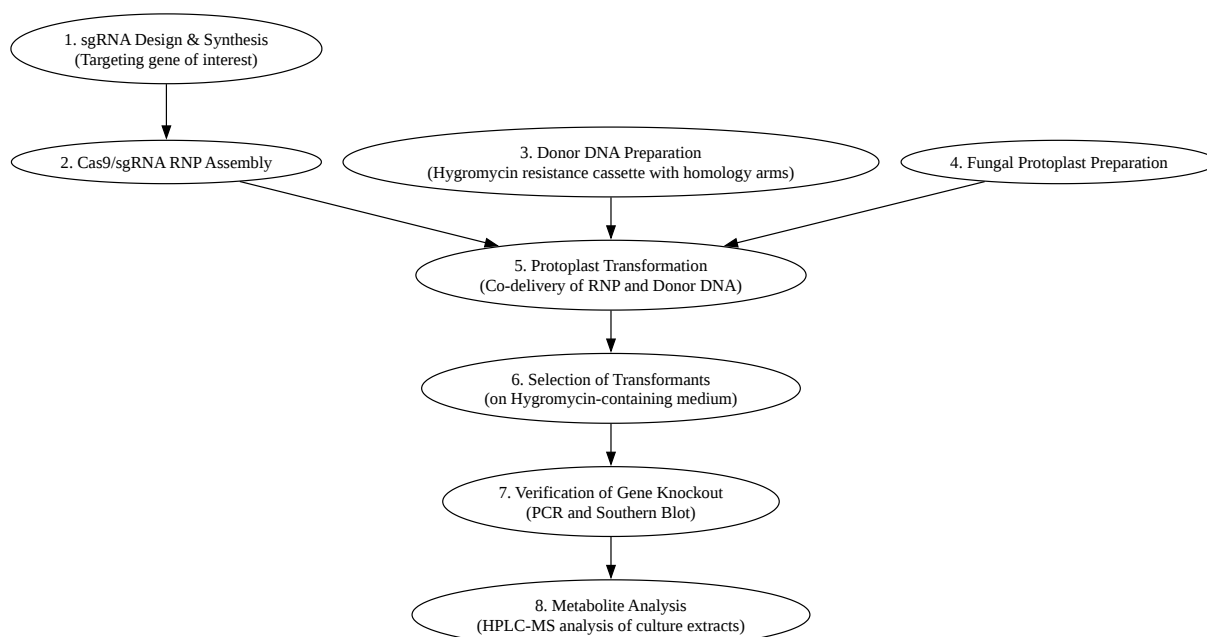 1. sgRNA Design & Synthesis
(Targeting gene of interest)
2. Cas9/sgRNA RNP Assembly
3. Donor DNA Preparation
(Hygromycin resistance cassette with homology arms)
4. Fungal Protoplast Preparation
5. Protoplast Transformation
(Co-delivery of RNP and Donor DNA)
6. Selection of Transformants
(on Hygromycin-containing medium)
7. Verification of Gene Knockout
(PCR and Southern Blot)
8. Metabolite Analysis
(HPLC-MS analysis of culture extracts)